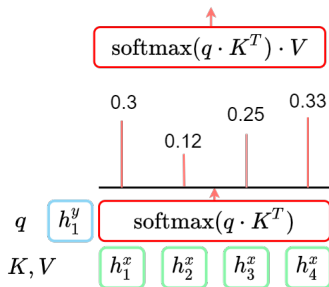 softmax(q · K^T) · V
0.3 0.12 0.25 0.33
q h_1^y softmax(q · K^T)
K, V h_1^x h_2^x h_3^x h_4^x